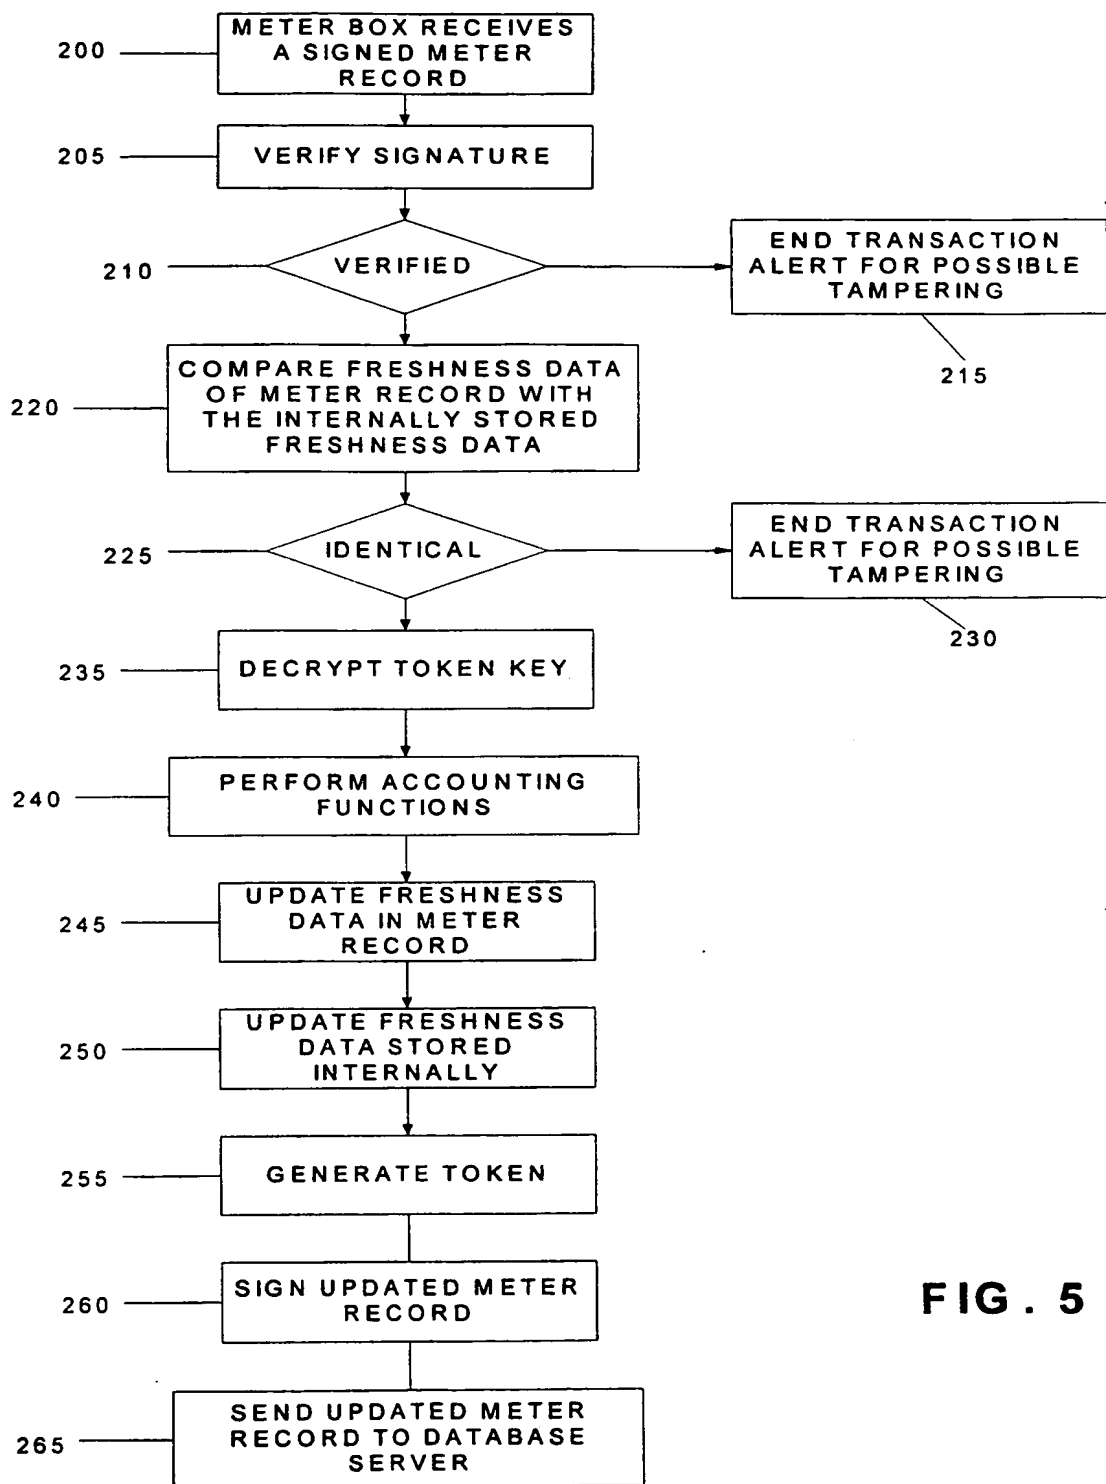 METER BOX RECEIVES
A SIGNED METER
RECORD
200
VERIFY SIGNATURE
205
VERIFIED
210
END TRANSACTION
ALERT FOR POSSIBLE
TAMPERING
215
COMPARE FRESHNESS DATA
OF METER RECORD WITH
THE INTERNALLY STORED
FRESHNESS DATA
220
IDENTICAL
225
END TRANSACTION
ALERT FOR POSSIBLE
TAMPERING
230
DECRYPT TOKEN KEY
235
PERFORM ACCOUNTING
FUNCTIONS
240
UPDATE FRESHNESS
DATA IN METER
RECORD
245
UPDATE FRESHNESS
DATA STORED
INTERNALLY
250
GENERATE TOKEN
255
SIGN UPDATED METER
RECORD
260
SEND UPDATED METER
RECORD TO DATABASE
SERVER
265
FIG. 5